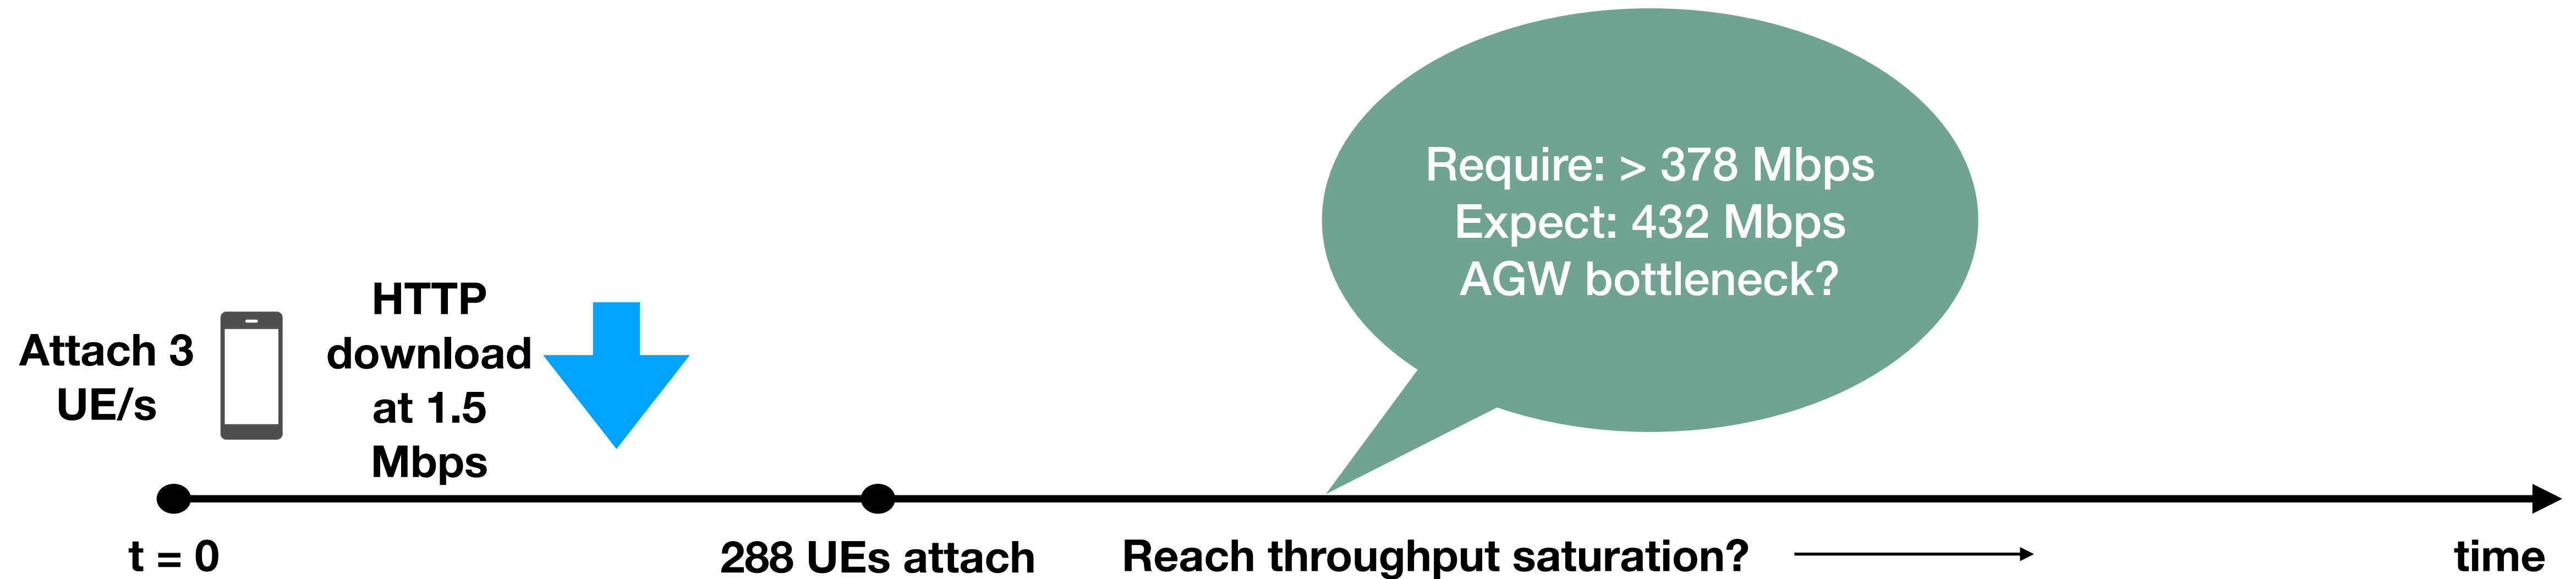 Require: > 378 Mbps
Expect: 432 Mbps
AGW bottleneck?
Attach 3
UE/s
HTTP
download
at 1.5
Mbps
t = 0
288 UEs attach
Reach throughput saturation?
time